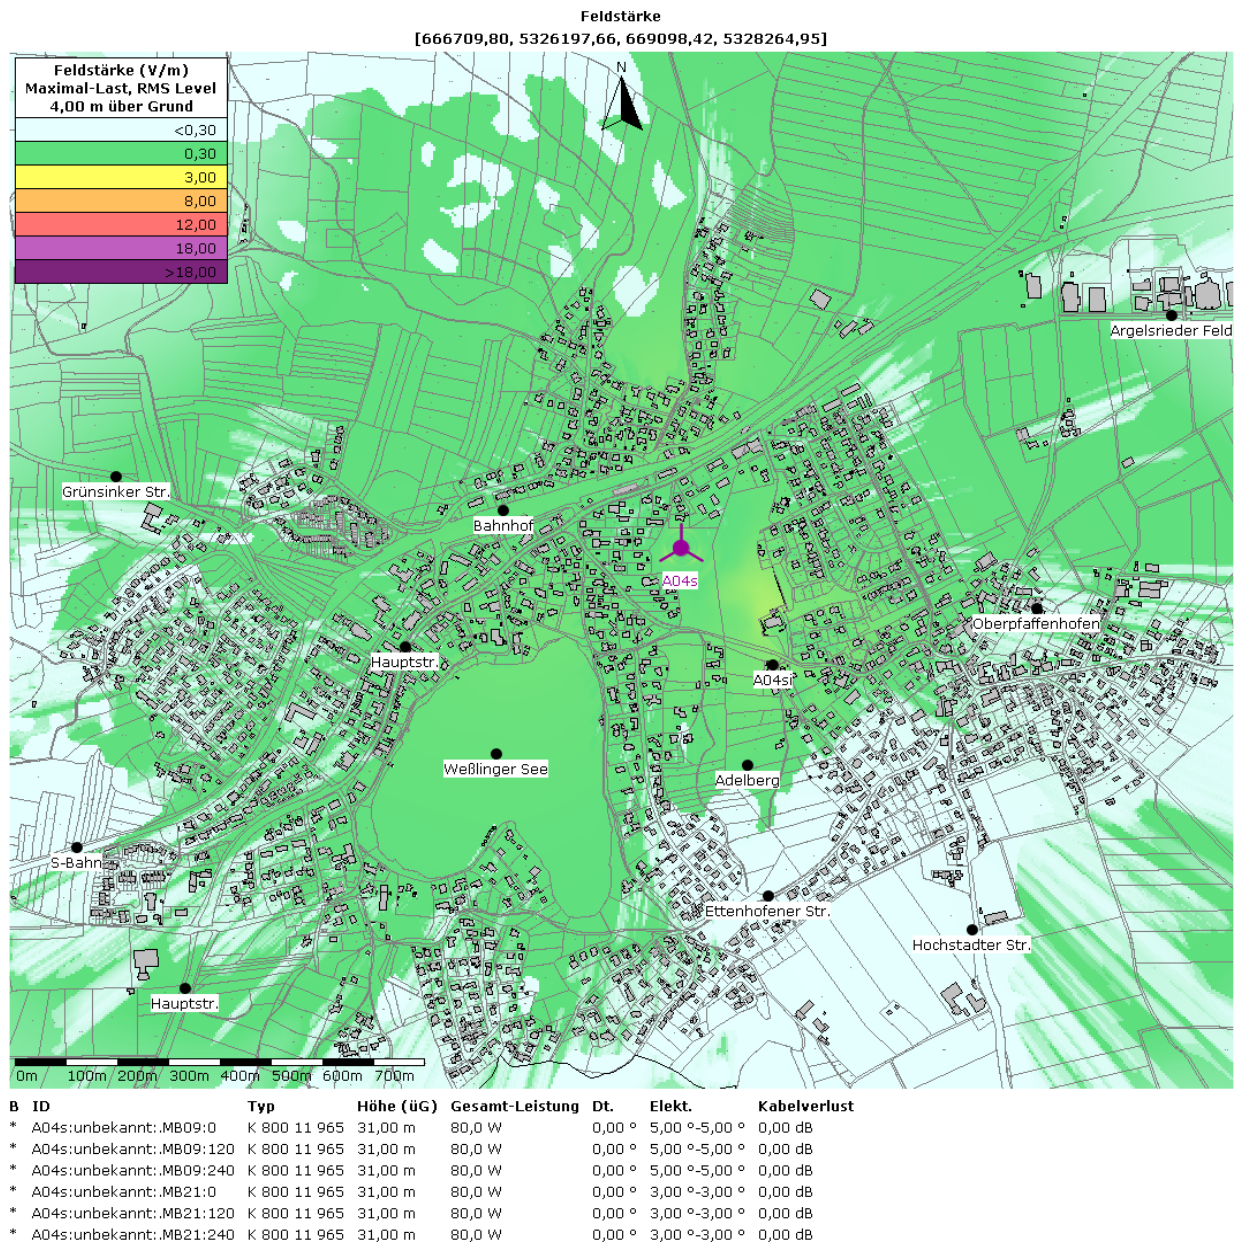 Feldstärke
[666709,80, 5326197,66, 669098,42, 5328264,95]
Feldstärke (V/m)
Maximal-Last, RMS Level
4,00 m über Grund
<0,30
0,30
3,00
8,00
12,00
18,00
>18,00
N
Argelsrieder Feld
Grünsinker Str.
Bahnhof
A04s
Oberpfaffenhofen
Hauptstr.
A04si
Weßlinger See
Adelberg
S-Bahn
Ettenhofener Str.
Hochstadter Str.
Hauptstr.
0m 100m 200m 300m 400m 500m 600m 700m
B ID Typ Höhe (üG) Gesamt-Leistung Dt. Elekt. Kabelverlust
* A04s:unbekannt:.MB09:0 K 800 11 965 31,00 m 80,0 W 0,00 ° 5,00 °-5,00 ° 0,00 dB
* A04s:unbekannt:.MB09:120 K 800 11 965 31,00 m 80,0 W 0,00 ° 5,00 °-5,00 ° 0,00 dB
* A04s:unbekannt:.MB09:240 K 800 11 965 31,00 m 80,0 W 0,00 ° 5,00 °-5,00 ° 0,00 dB
* A04s:unbekannt:.MB21:0 K 800 11 965 31,00 m 80,0 W 0,00 ° 3,00 °-3,00 ° 0,00 dB
* A04s:unbekannt:.MB21:120 K 800 11 965 31,00 m 80,0 W 0,00 ° 3,00 °-3,00 ° 0,00 dB
* A04s:unbekannt:.MB21:240 K 800 11 965 31,00 m 80,0 W 0,00 ° 3,00 °-3,00 ° 0,00 dB